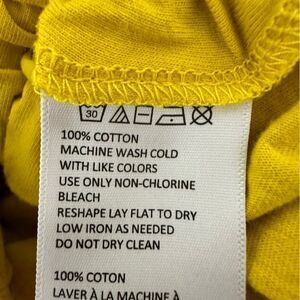 30
100% COTTON
MACHINE WASH COLD
WITH LIKE COLORS
USE ONLY NON-CHLORINE
BLEACH
RESHAPE LAY FLAT TO DRY
LOW IRON AS NEEDED
DO NOT DRY CLEAN
100% COTON
LAVER À LA MACHINE À